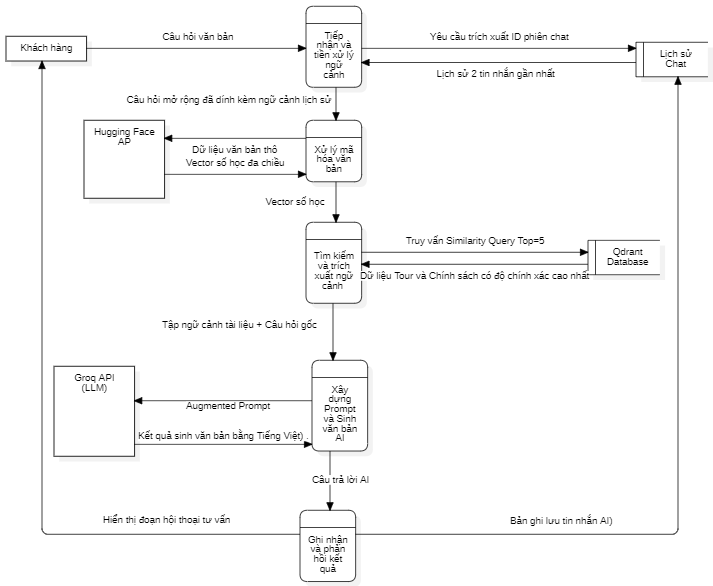 Khách hàng
Câu hỏi văn bản
Tiếp
nhận và
tiền xử lý
ngữ
cảnh
Yêu cầu trích xuất ID phiên chat
Lịch sử 2 tin nhắn gần nhất
Lịch sử
Chat
Câu hỏi mở rộng đã dính kèm ngữ cảnh lịch sử
Hugging Face
AP
Dữ liệu văn bản thô
Vector số học đa chiều
Xử lý mã
hóa văn
bản
Vector số học
Tìm kiếm
và trích
xuất ngữ
cảnh
Truy vấn Similarity Query Top=5
Dữ liệu Tour và Chính sách có độ chính xác cao nhất
Qdrant
Database
Tập ngữ cảnh tài liệu + Câu hỏi gốc
Groq API
(LLM)
Augmented Prompt
Kết quả sinh văn bản bằng Tiếng Việt)
Xây
dựng
Prompt
và Sinh
văn bản
AI
Câu trả lời AI
Hiển thị đoạn hội thoại tư vấn
Ghi nhận
và phản
hồi kết
quả
Bản ghi lưu tin nhắn AI)